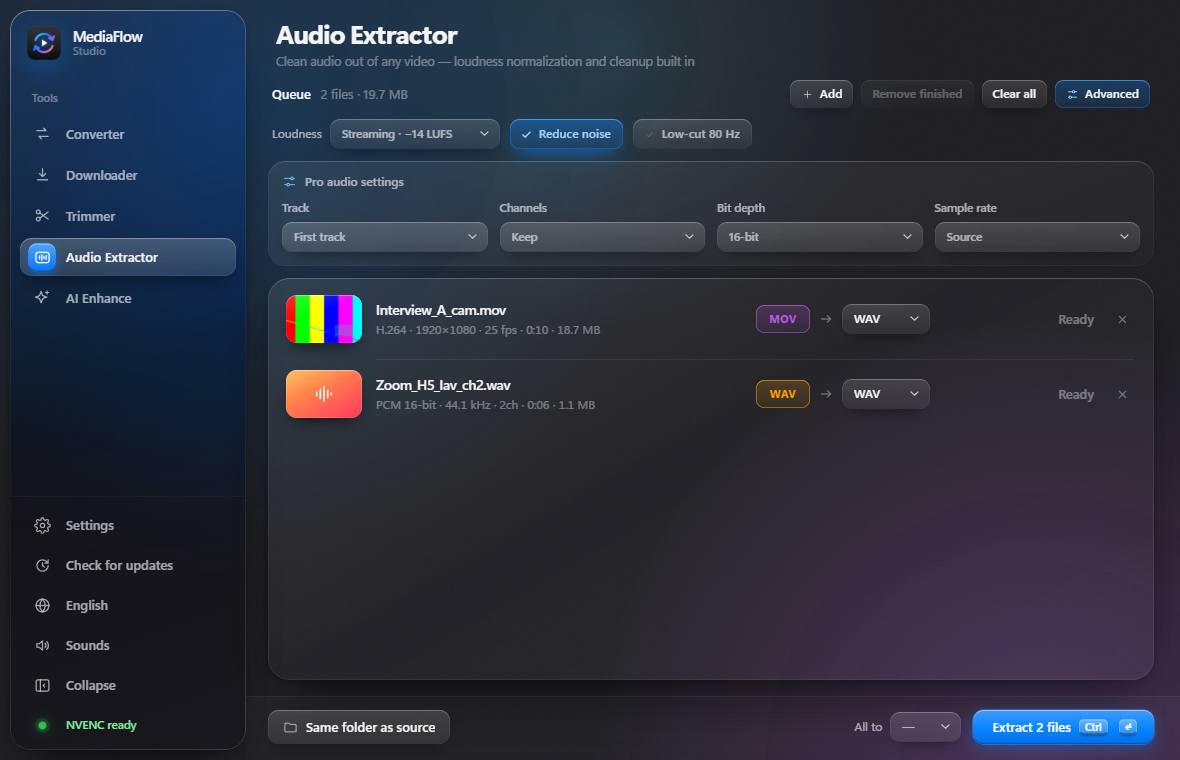 MediaFlow
Studio
Tools
Converter
Downloader
Trimmer
Audio Extractor
AI Enhance
Settings
Check for updates
English
Sounds
Collapse
NVENC ready
Audio Extractor
Clean audio out of any video — loudness normalization and cleanup built in
Queue 2 files · 19.7 MB
Add
Remove finished
Clear all
Advanced
Loudness Streaming · −14 LUFS Reduce noise Low-cut 80 Hz
Pro audio settings
Track Channels Bit depth Sample rate
First track Keep 16-bit Source
Interview_A_cam.mov
H.264 · 1920×1080 · 25 fps · 0:10 · 18.7 MB
MOV → WAV Ready
Zoom_H5_lav_ch2.wav
PCM 16-bit · 44.1 kHz · 2ch · 0:06 · 1.1 MB
WAV → WAV Ready
Same folder as source
All to —
Extract 2 files Ctrl ⏎